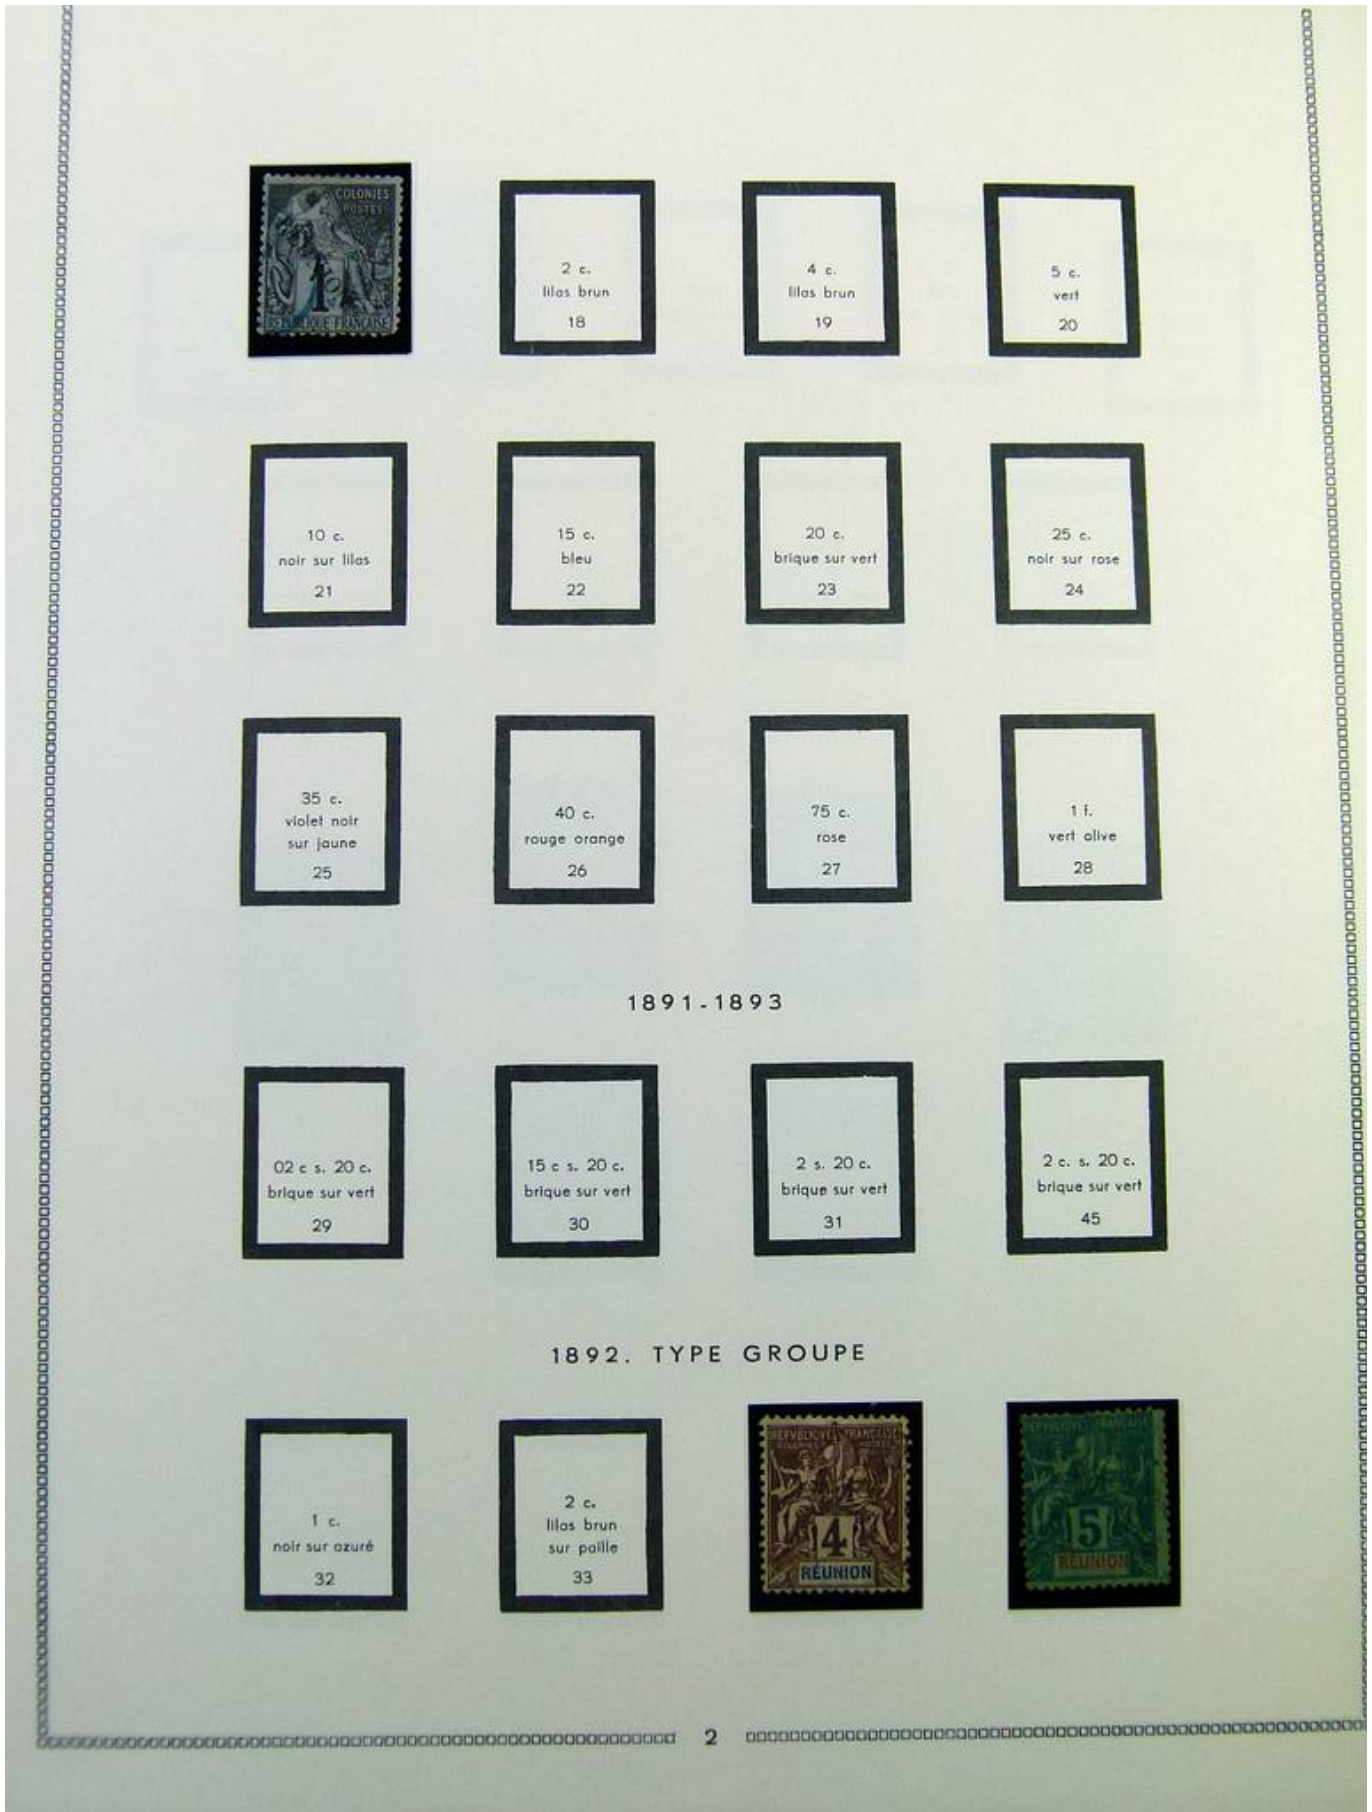 COLONIES
POSTES
1
REPUBLIQUE FRANÇAISE
2 c.
lilas brun
18
4 c.
lilas brun
19
5 c.
vert
20
10 c.
noir sur lilas
21
15 c.
bleu
22
20 c.
brique sur vert
23
25 c.
noir sur rose
24
35 c.
violet noir
sur jaune
25
40 c.
rouge orange
26
75 c.
rose
27
1 f.
vert olive
28
1891-1893
02 c s. 20 c.
brique sur vert
29
15 c s. 20 c.
brique sur vert
30
2 s. 20 c.
brique sur vert
31
2 c. s. 20 c.
brique sur vert
45
1892. TYPE GROUPE
1 c.
noir sur azuré
32
2 c.
lilas brun
sur paille
33
REPVBLIQVE FRANÇAISE
COLONIES POSTES
4
RÉUNION
REPVBLIQVE FRANÇAISE
5
RÉUNION
2